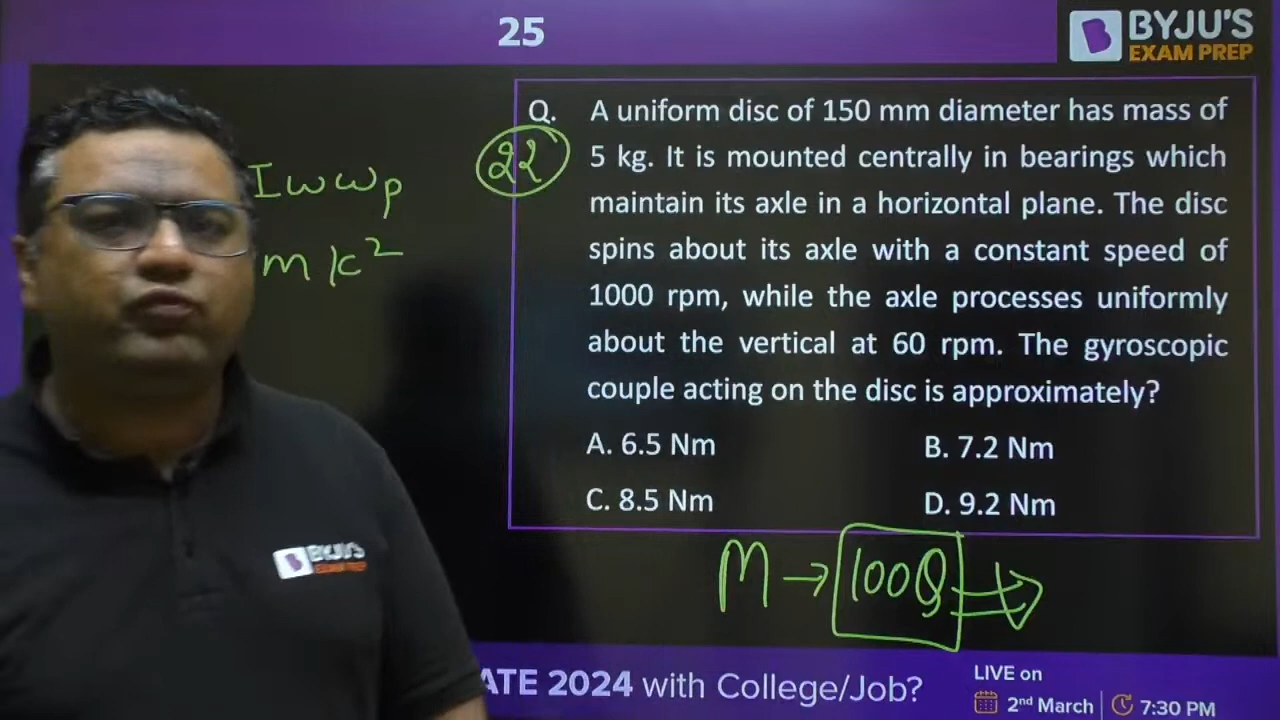 25
BYJU'S
EXAM PREP
Q. A uniform disc of 150 mm diameter has mass of
5 kg. It is mounted centrally in bearings which
maintain its axle in a horizontal plane. The disc
spins about its axle with a constant speed of
1000 rpm, while the axle processes uniformly
about the vertical at 60 rpm. The gyroscopic
couple acting on the disc is approximately?
A. 6.5 Nm B. 7.2 Nm
C. 8.5 Nm D. 9.2 Nm
22
Iωωp
mk²
M → 100Q
BYJU'S
EXAM PREP
ATE 2024 with College/Job?
LIVE on
2nd March | 7:30 PM